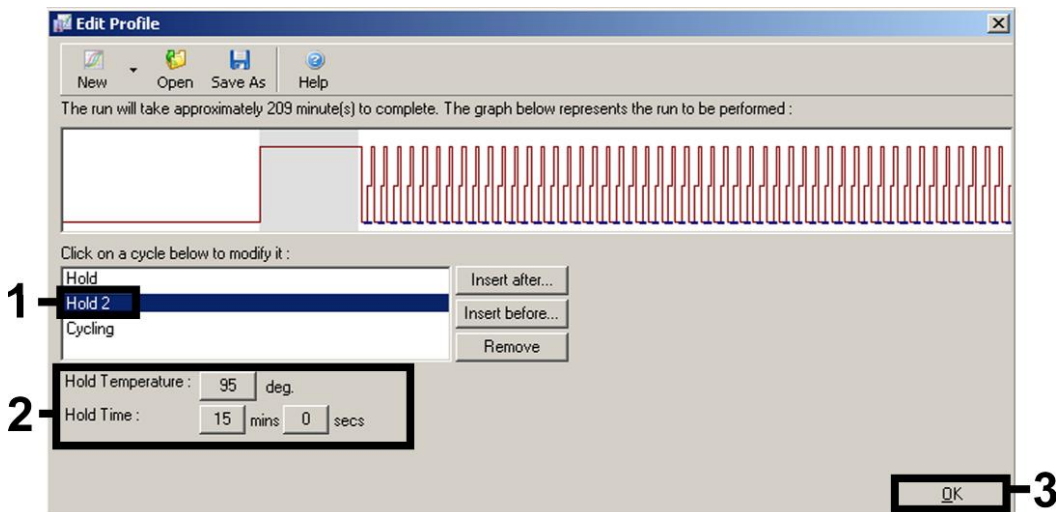 Edit Profile
New Open Save As Help
The run will take approximately 209 minute(s) to complete. The graph below represents the run to be performed :
Click on a cycle below to modify it :
Hold
Insert after...
1
Hold 2
Insert before...
Cycling
Remove
2
Hold Temperature : 95 deg.
Hold Time : 15 mins 0 secs
OK
3